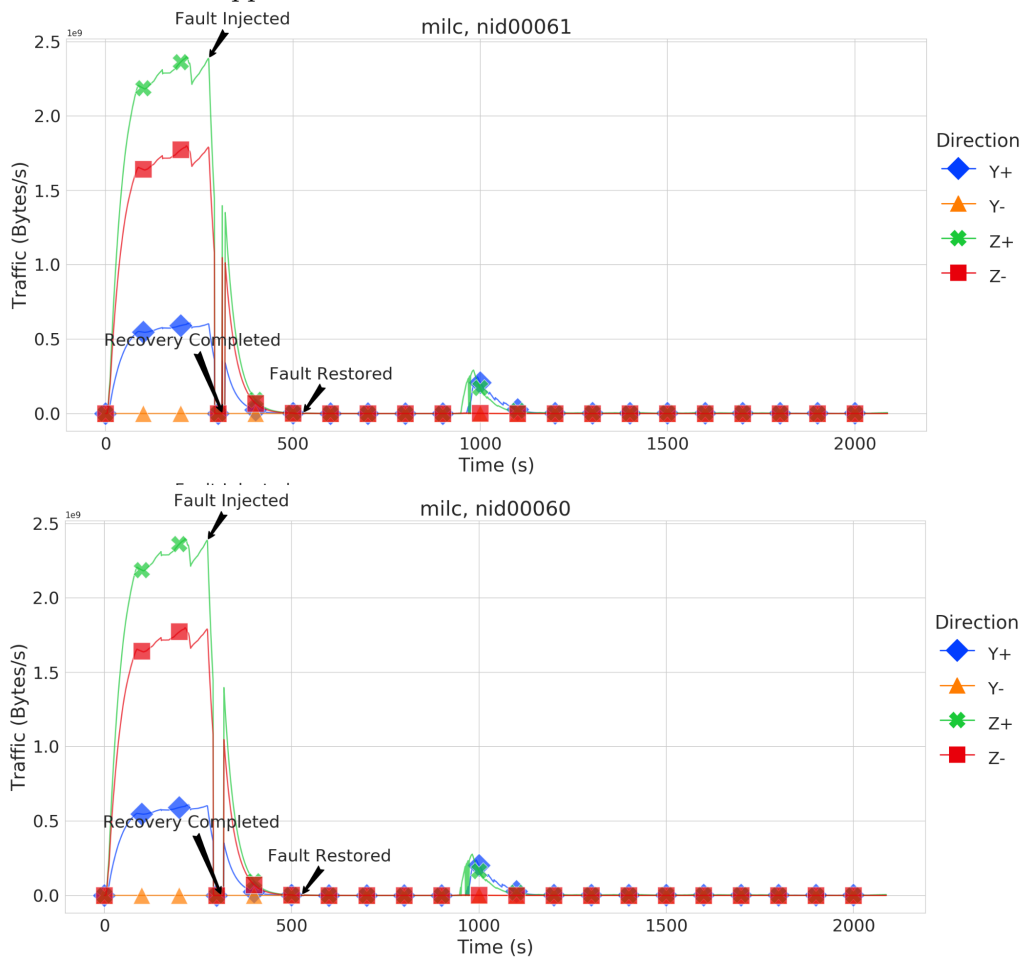 Fault Injected
milc, nid00061
1e9
2.5
2.0
1.5
1.0
0.5
0.0
Traffic (Bytes/s)
Recovery Completed
Fault Restored
0 500 1000 1500 2000
Time (s)
Direction
Y+
Y-
Z+
Z-
Fault Injected
milc, nid00060
1e9
2.5
2.0
1.5
1.0
0.5
0.0
Traffic (Bytes/s)
Recovery Completed
Fault Restored
0 500 1000 1500 2000
Time (s)
Direction
Y+
Y-
Z+
Z-